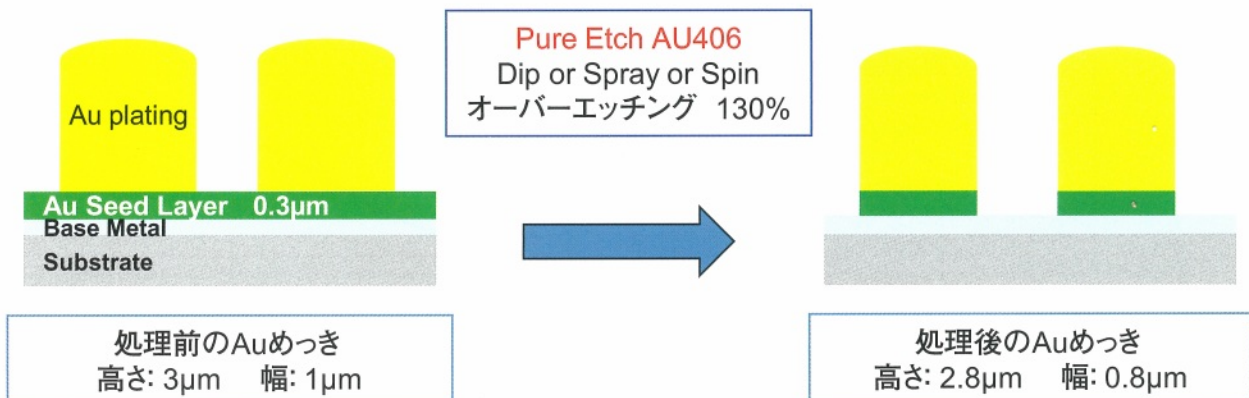 Pure Etch AU406
Dip or Spray or Spin
オーバーエッチング 130%
Au plating
Au Seed Layer 0.3μm
Base Metal
Substrate
処理前のAuめっき
高さ: 3μm 幅: 1μm
処理後のAuめっき
高さ: 2.8μm 幅: 0.8μm